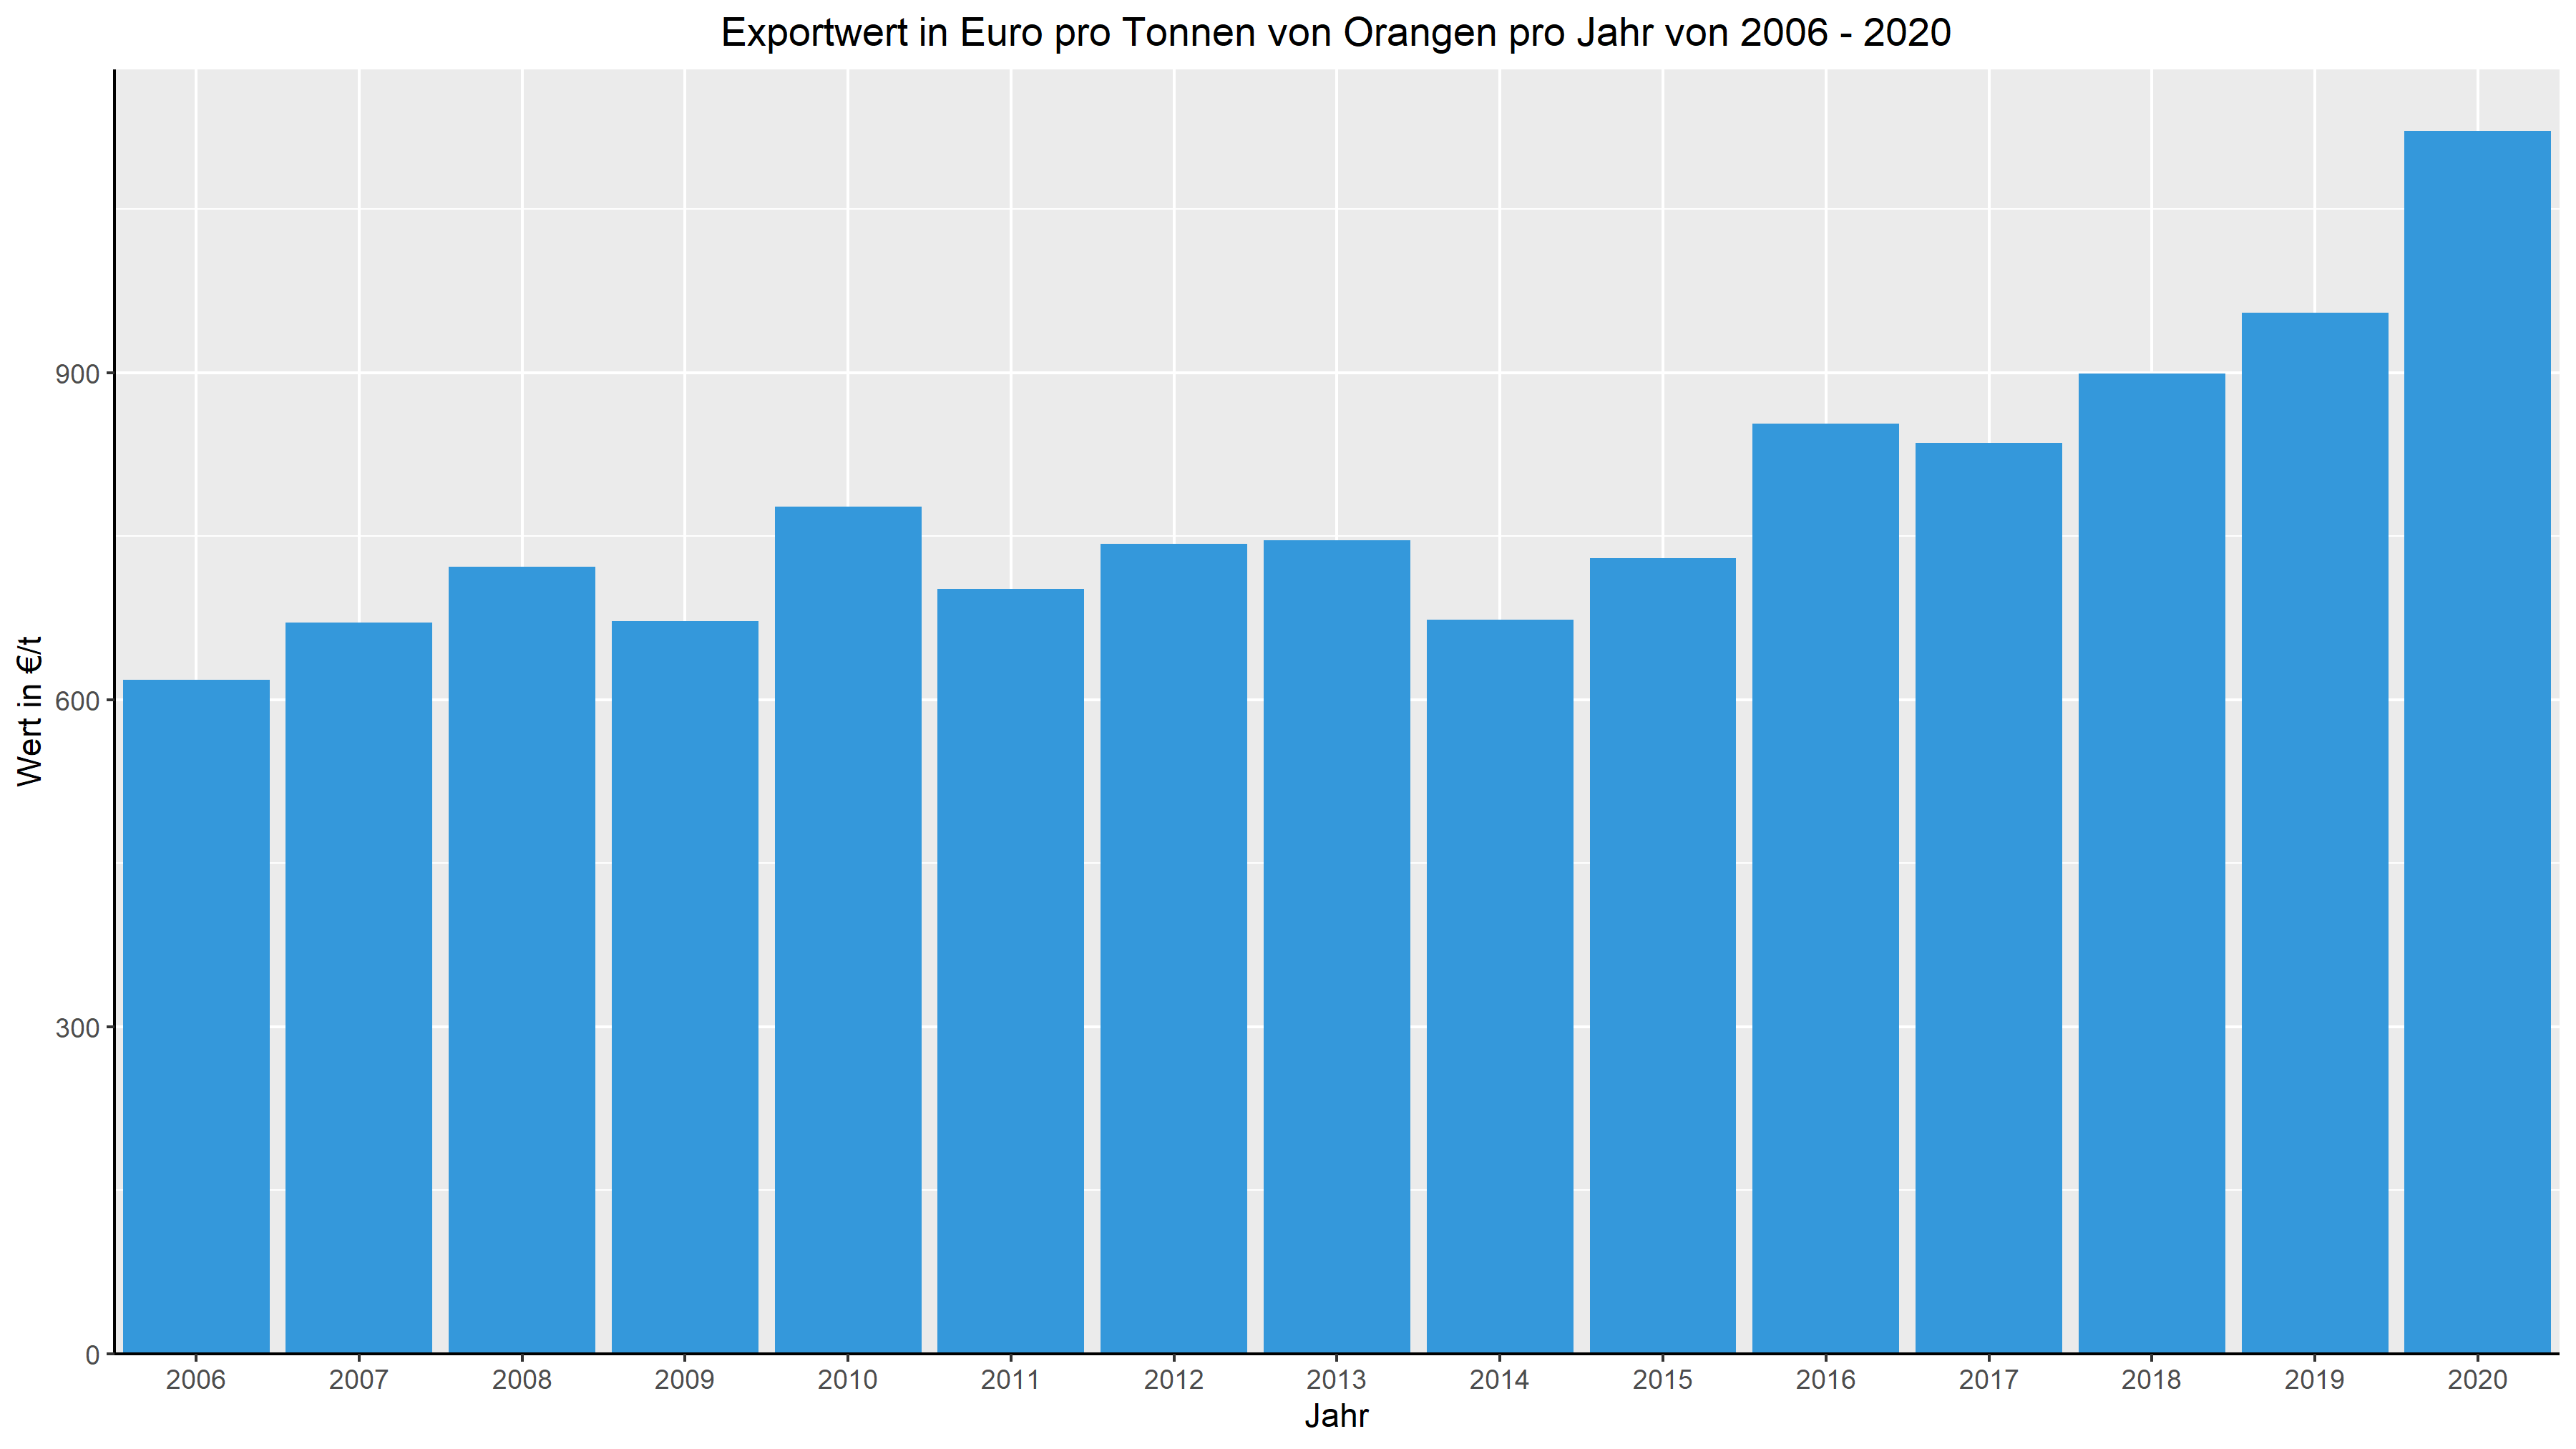 Exportwert in Euro pro Tonnen von Orangen pro Jahr von 2006 - 2020
Wert in €/t
900
600
300
0
2006 2007 2008 2009 2010 2011 2012 2013 2014 2015 2016 2017 2018 2019 2020
Jahr